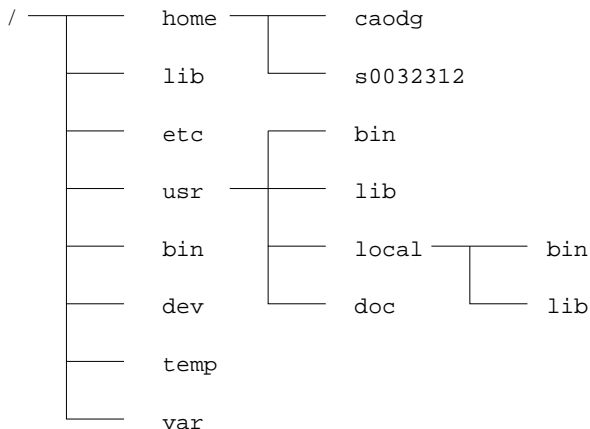 / home caodg
lib s0032312
etc bin
usr lib
bin local bin
dev doc lib
temp
var